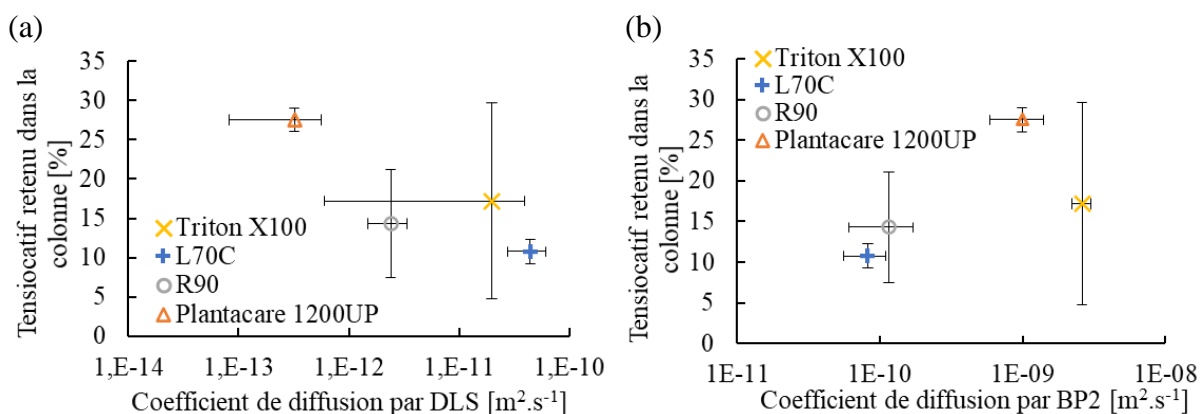 (a)
Tensiocatif retenu dans la
colonne [%]
35
30
25
20
15
10
5
0
Triton X100
L70C
R90
Plantacare 1200UP
1,E-14 1,E-13 1,E-12 1,E-11 1,E-10
Coefficient de diffusion par DLS [m².s⁻¹]
(b)
Tensiocatif retenu dans la
colonne [%]
35
30
25
20
15
10
5
0
Triton X100
L70C
R90
Plantacare 1200UP
1E-11 1E-10 1E-09 1E-08
Coefficient de diffusion par BP2 [m².s⁻¹]